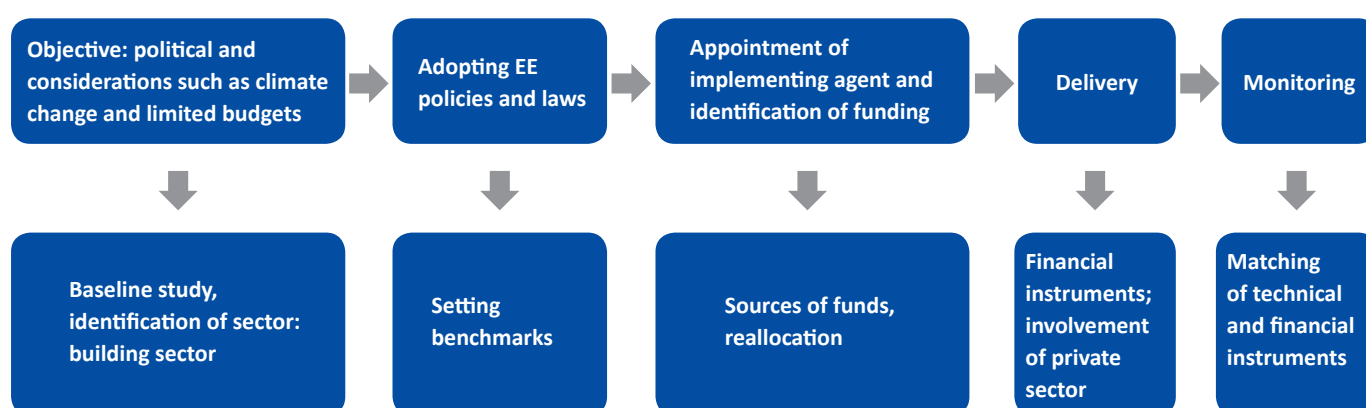 Objective: political and
considerations such as climate
change and limited budgets
Adopting EE
policies and laws
Appointment of
implementing agent and
identification of funding
Delivery
Monitoring
Baseline study,
identification of sector:
building sector
Setting
benchmarks
Sources of funds,
reallocation
Financial
instruments;
involvement
of private
sector
Matching
of technical
and financial
instruments